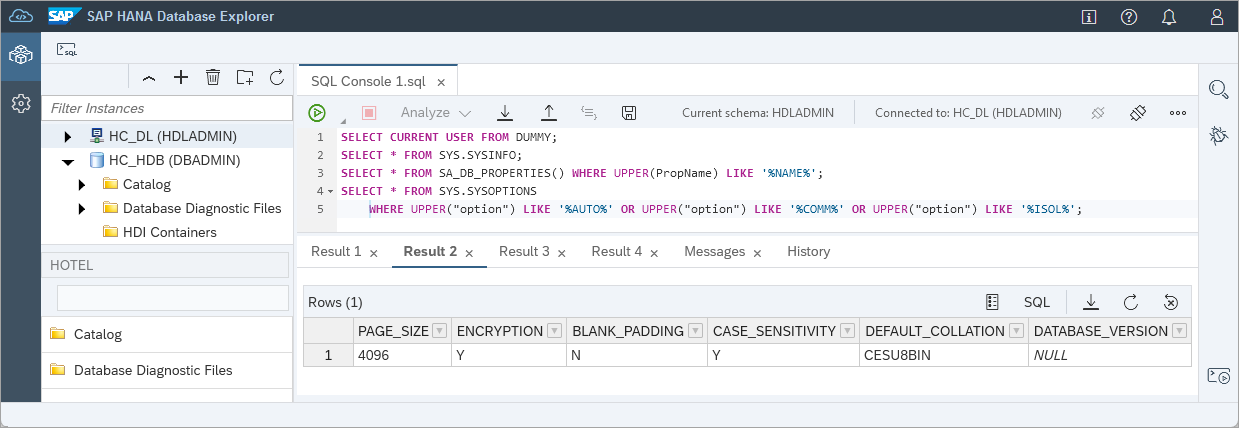 SAP SAP HANA Database Explorer
SQL
Filter Instances
HC_DL (HDLADMIN)
HC_HDB (DBADMIN)
Catalog
Database Diagnostic Files
HDI Containers
HOTEL
Catalog
Database Diagnostic Files
SQL Console 1.sql
Analyze Current schema: HDLADMIN Connected to: HC_DL (HDLADMIN)
1 SELECT CURRENT USER FROM DUMMY;
2 SELECT * FROM SYS.SYSINFO;
3 SELECT * FROM SA_DB_PROPERTIES() WHERE UPPER(PropName) LIKE '%NAME%';
4 SELECT * FROM SYS.SYSOPTIONS
5 WHERE UPPER("option") LIKE '%AUTO%' OR UPPER("option") LIKE '%COMM%' OR UPPER("option") LIKE '%ISOL%';
Result 1 Result 2 Result 3 Result 4 Messages History
Rows (1) SQL
PAGE_SIZE ENCRYPTION BLANK_PADDING CASE_SENSITIVITY DEFAULT_COLLATION DATABASE_VERSION
1 4096 Y N Y CESU8BIN NULL